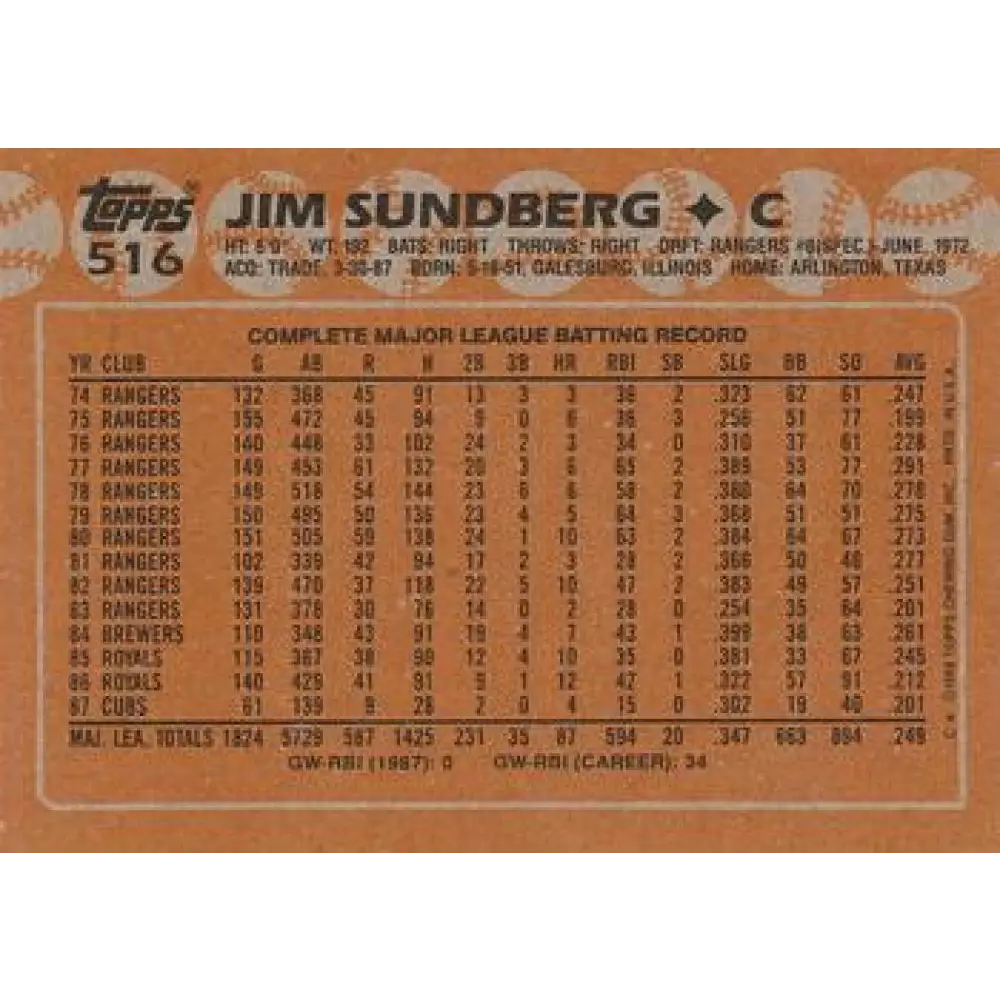 Topps®
516
JIM SUNDBERG ✦ C
HT: 6'0" WT. 192 BATS: RIGHT THROWS: RIGHT DRFT: RANGERS #8(SPEC.)-JUNE, 1972
ACQ: TRADE, 3-30-87 BORN: 5-18-51, GALESBURG, ILLINOIS HOME: ARLINGTON, TEXAS
COMPLETE MAJOR LEAGUE BATTING RECORD
YR CLUB G AB R H 2B 3B HR RBI SB SLG BB SO AVG
74 RANGERS 132 368 45 91 13 3 3 36 2 .323 62 61 .247
75 RANGERS 155 472 45 94 9 0 6 36 3 .256 51 77 .199
76 RANGERS 140 448 33 102 24 2 3 34 0 .310 37 61 .228
77 RANGERS 149 453 61 132 20 3 6 65 2 .389 53 77 .291
78 RANGERS 149 518 54 144 23 6 6 58 2 .380 64 70 .278
79 RANGERS 150 495 50 136 23 4 5 64 3 .368 51 51 .275
80 RANGERS 151 505 59 138 24 1 10 63 2 .384 64 67 .273
81 RANGERS 102 339 42 94 17 2 3 28 2 .366 50 48 .277
82 RANGERS 139 470 37 118 22 5 10 47 2 .383 49 57 .251
83 RANGERS 131 378 30 76 14 0 2 28 0 .254 35 64 .201
84 BREWERS 110 348 43 91 19 4 7 43 1 .399 38 63 .261
85 ROYALS 115 367 38 90 12 4 10 35 0 .381 33 67 .245
86 ROYALS 140 429 41 91 9 1 12 42 1 .322 57 91 .212
87 CUBS 61 139 9 28 2 0 4 15 0 .302 19 40 .201
MAJ. LEA. TOTALS 1824 5729 587 1425 231 35 87 594 20 .347 663 894 .249
GW-RBI (1987): 0 GW-RBI (CAREER): 34